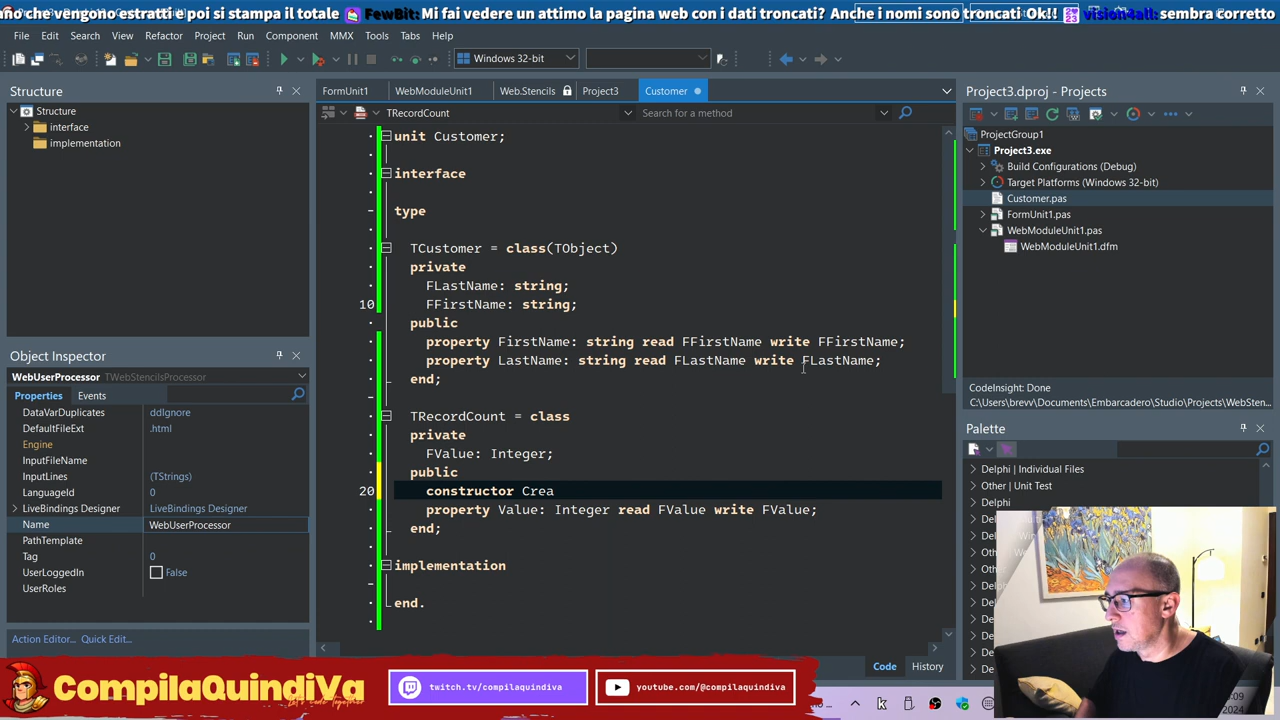 nd che vengono estratti e poi si stampa il totale FewBit: Mi fai vedere un attimo la pagina web con i dati troncati? Anche i nomi sono troncati Ok!! vision4all: sembra corretto
File Edit Search View Refactor Project Run Component MMX Tools Tabs Help
Windows 32-bit
Structure
Structure
interface
implementation
FormUnit1 WebModuleUnit1 Web.Stencils Project3 Customer
TRecordCount Search for a method
unit Customer;
interface
type
TCustomer = class(TObject)
private
FLastName: string;
10 FFirstName: string;
public
property FirstName: string read FFirstName write FFirstName;
property LastName: string read FLastName write FLastName;
end;
TRecordCount = class
private
FValue: Integer;
public
20 constructor Crea
property Value: Integer read FValue write FValue;
end;
implementation
end.
Code History
Object Inspector
WebUserProcessor TWebStencilsProcessor
Properties Events
DataVarDuplicates ddIgnore
DefaultFileExt .html
Engine
InputFileName
InputLines (TStrings)
LanguageId 0
LiveBindings Designer LiveBindings Designer
Name WebUserProcessor
PathTemplate
Tag 0
UserLoggedIn False
UserRoles
Action Editor... Quick Edit...
Project3.dproj - Projects
ProjectGroup1
Project3.exe
Build Configurations (Debug)
Target Platforms (Windows 32-bit)
Customer.pas
FormUnit1.pas
WebModuleUnit1.pas
WebModuleUnit1.dfm
CodeInsight: Done
C:\Users\brevv\Documents\Embarcadero\Studio\Projects\WebSten...
Palette
Delphi | Individual Files
Other | Unit Test
Delphi
CompilaQuindiVa
Let's Code Together
twitch.tv/compilaquindiva
youtube.com/@compilaquindiva